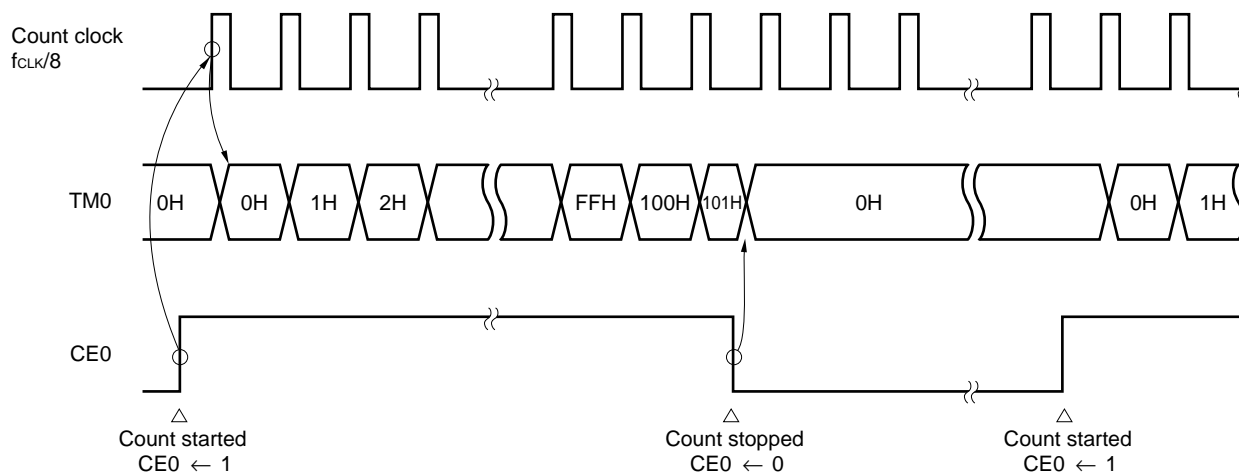 Count clock
fCLK/8
TM0
0H
0H
1H
2H
FFH
100H
101H
0H
0H
1H
CE0
Count started
CE0 ← 1
Count stopped
CE0 ← 0
Count started
CE0 ← 1